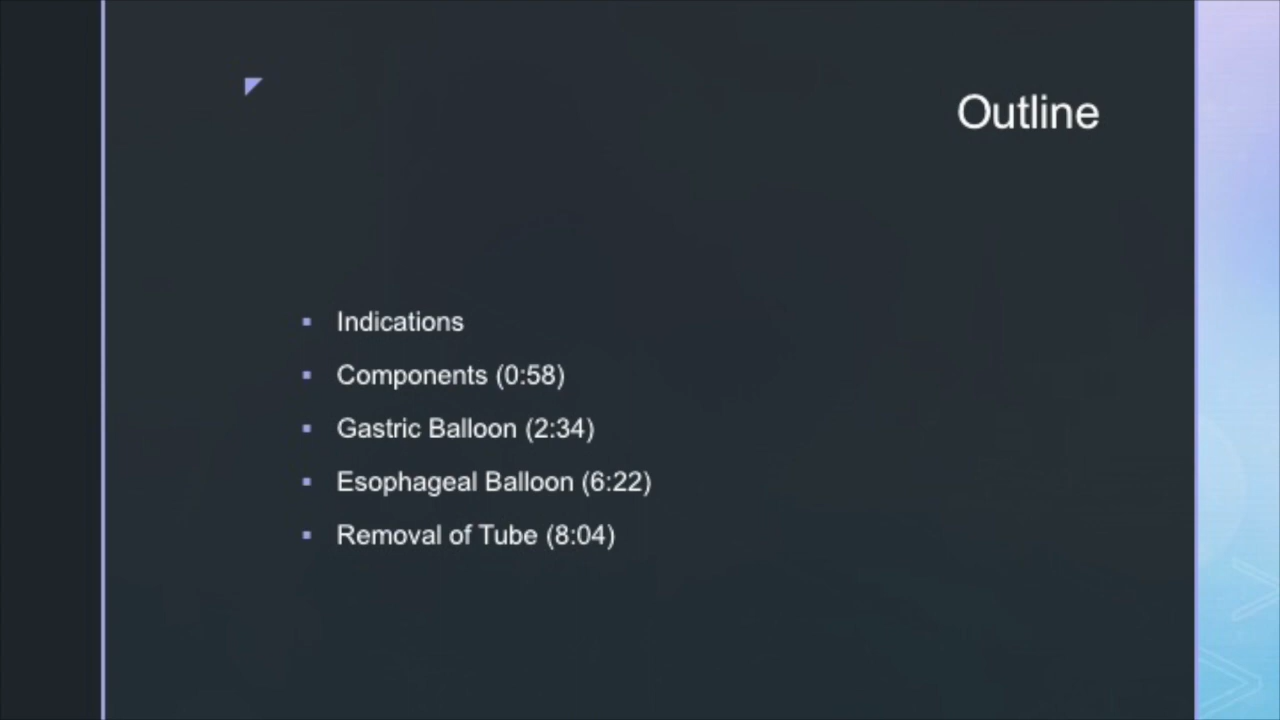 Outline
Indications
Components (0:58)
Gastric Balloon (2:34)
Esophageal Balloon (6:22)
Removal of Tube (8:04)